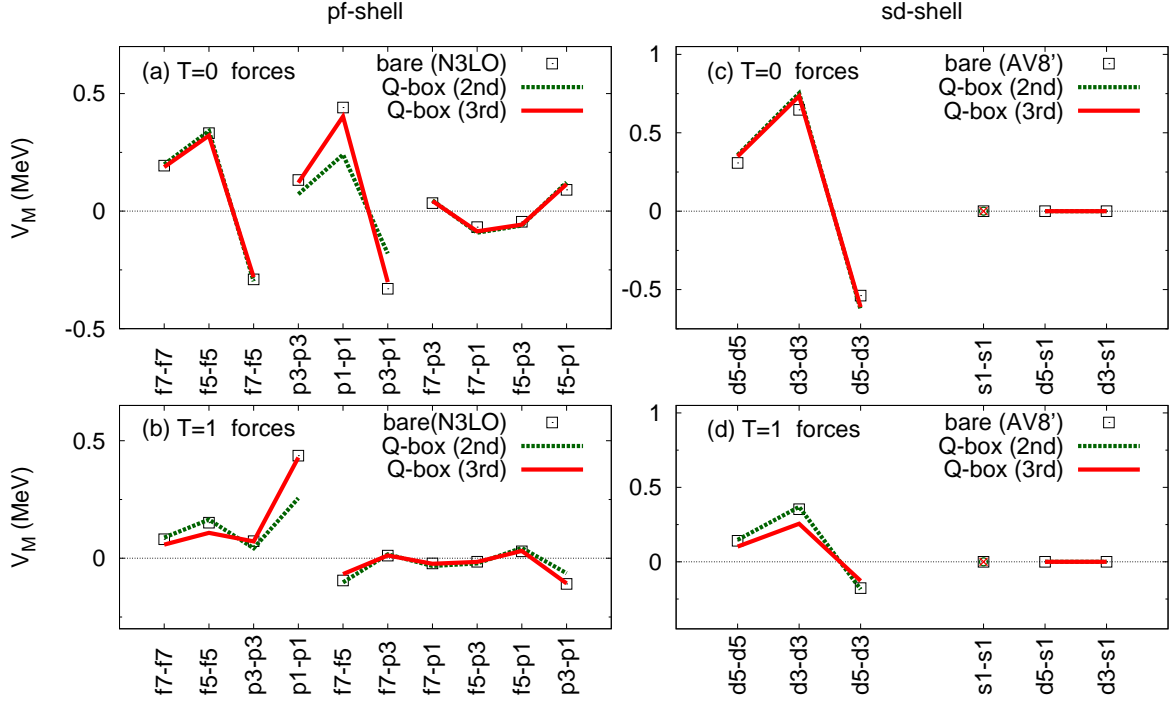 pf-shell
sd-shell
(a) T=0 forces
bare (N3LO)
Q-box (2nd)
Q-box (3rd)
V_M (MeV)
0.5
0
-0.5
f7-f7
f5-f5
f7-f5
p3-p3
p1-p1
p3-p1
f7-p3
f7-p1
f5-p3
f5-p1
(c) T=0 forces
bare (AV8')
Q-box (2nd)
Q-box (3rd)
1
0.5
0
-0.5
d5-d5
d3-d3
d5-d3
s1-s1
d5-s1
d3-s1
(b) T=1 forces
bare(N3LO)
Q-box (2nd)
Q-box (3rd)
V_M (MeV)
0.5
0
f7-f7
f5-f5
p3-p3
p1-p1
f7-f5
f7-p3
f7-p1
f5-p3
f5-p1
p3-p1
(d) T=1 forces
bare (AV8')
Q-box (2nd)
Q-box (3rd)
1
0.5
0
d5-d5
d3-d3
d5-d3
s1-s1
d5-s1
d3-s1